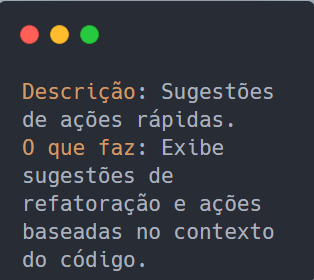 Descrição: Sugestões
de ações rápidas.
O que faz: Exibe
sugestões de
refatoração e ações
baseadas no contexto
do código.